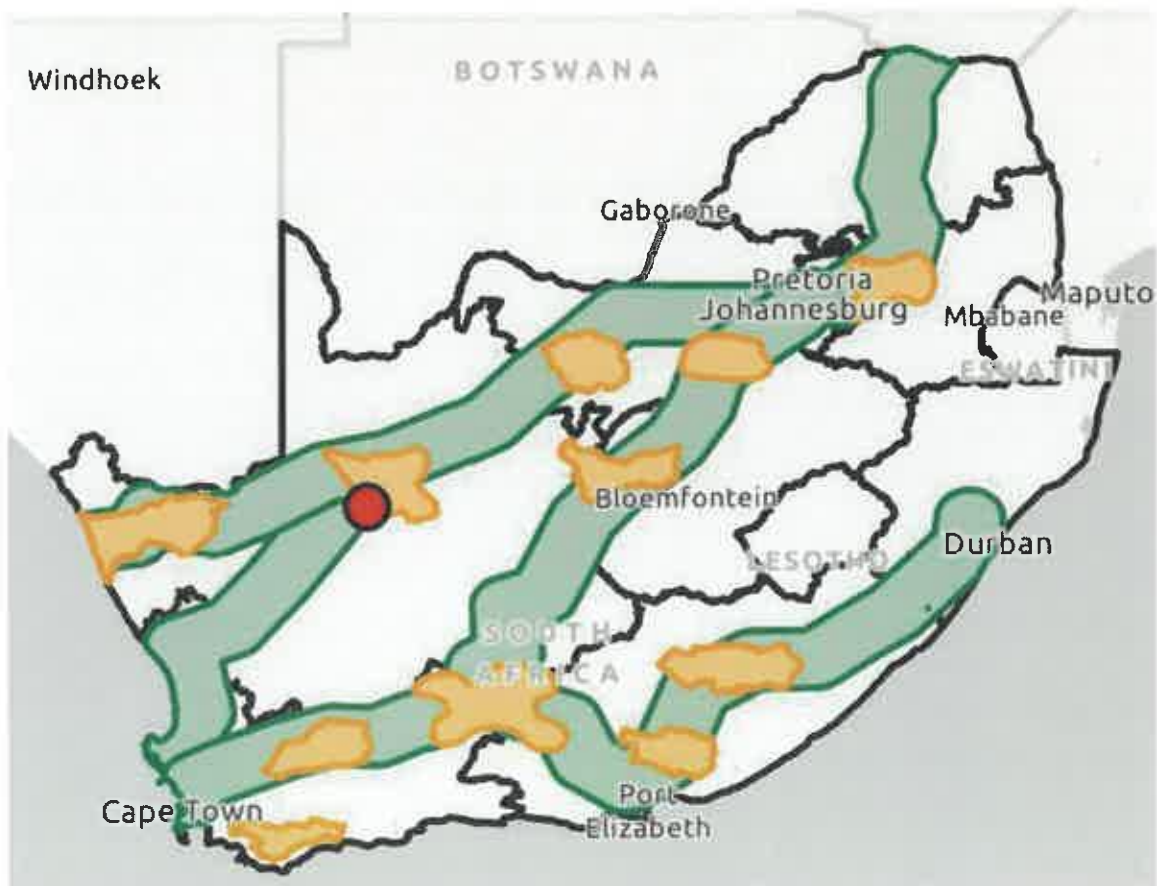 BOTSWANA
Windhoek
Gaborone
Pretoria
Johannesburg
Maputo
Mbabane
ESWATINI
Bloemfontein
Durban
LESOTHO
SOUTH
AFRICA
Port
Elizabeth
Cape Town